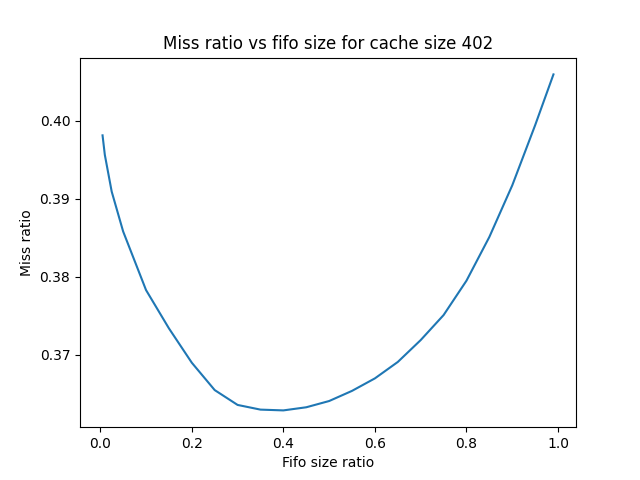 Miss ratio vs fifo size for cache size 402
0.40
0.39
0.38
0.37
Miss ratio
0.0 0.2 0.4 0.6 0.8 1.0
Fifo size ratio